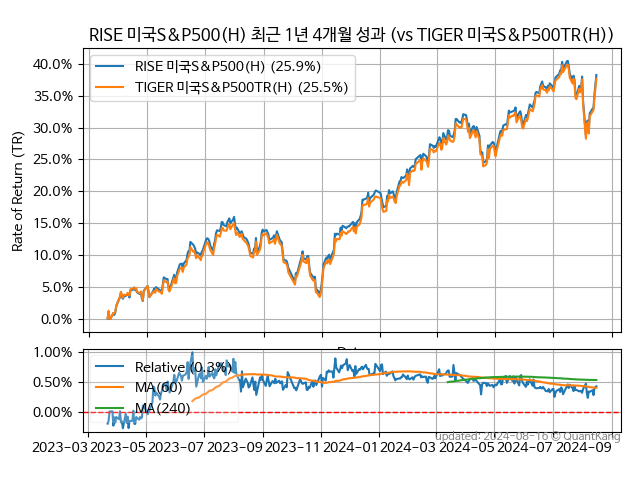 RISE 미국S&P500(H) 최근 1년 4개월 성과 (vs TIGER 미국S&P500TR(H))
RISE 미국S&P500(H) (25.9%)
TIGER 미국S&P500TR(H) (25.5%)
Rate of Return (TR)
40.0%
35.0%
30.0%
25.0%
20.0%
15.0%
10.0%
5.0%
0.0%
1.00%
0.50%
0.00%
Relative (0.3%)
MA(60)
MA(240)
updated: 2024-08-16 © QuantKang
2023-03 2023-05 2023-07 2023-09 2023-11 2024-01 2024-03 2024-05 2024-07 2024-09